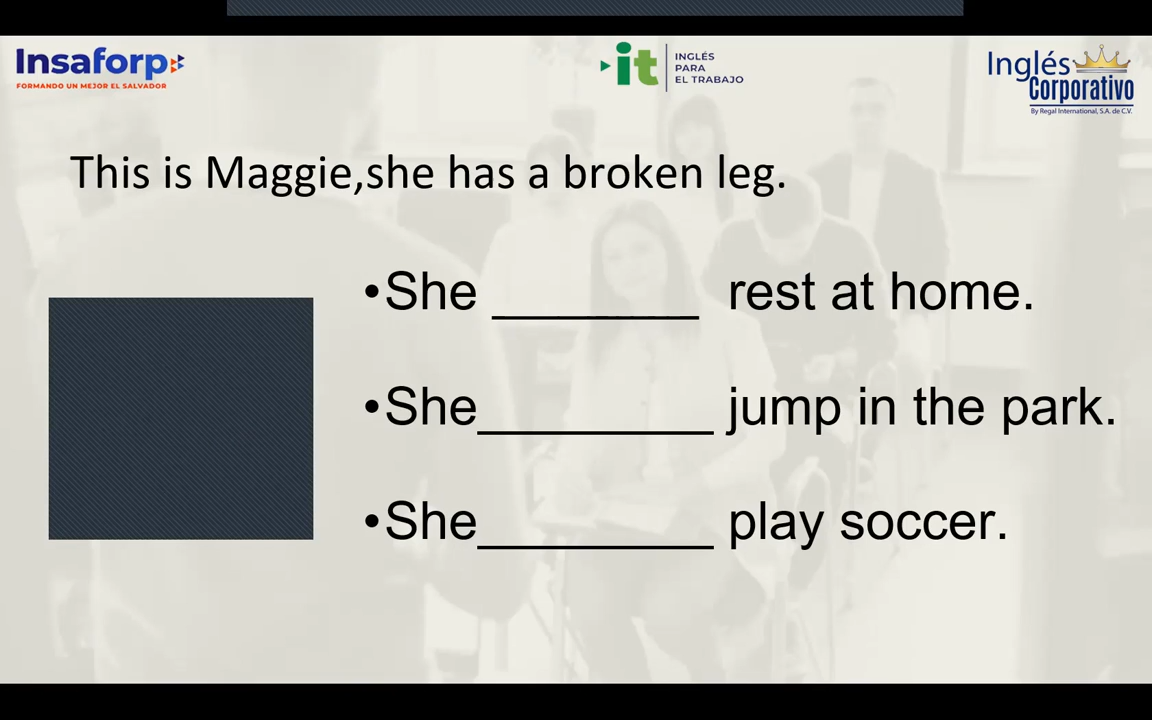 Insaforp
FORMANDO UN MEJOR EL SALVADOR
it
INGLÉS
PARA
EL TRABAJO
Inglés
Corporativo
By Regal International, S.A. de C.V.
This is Maggie,she has a broken leg.
•She ________ rest at home.
•She_________ jump in the park.
•She_________ play soccer.